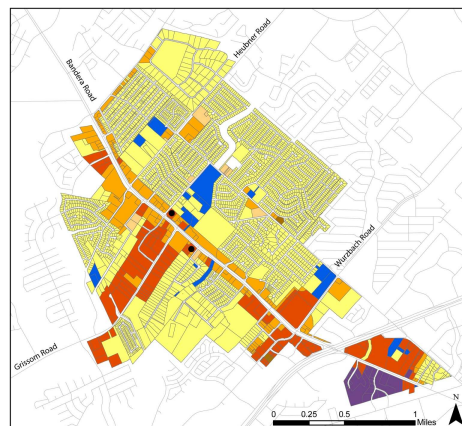 Heubner Road
Bandera Road
Wurzbach Road
Grissom Road
N
0 0.25 0.5 1
Miles